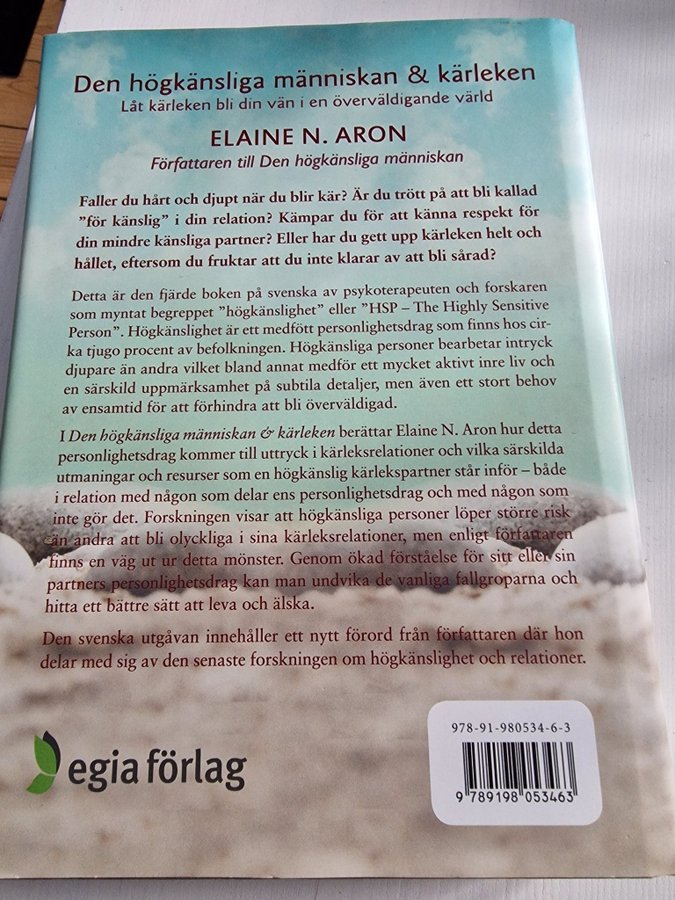 Den högkänsliga människan & kärleken
Låt kärleken bli din vän i en överväldigande värld
ELAINE N. ARON
Författaren till Den högkänsliga människan
Faller du hårt och djupt när du blir kär? Är du trött på att bli kallad
”för känslig” i din relation? Kämpar du för att känna respekt för
din mindre känsliga partner? Eller har du gett upp kärleken helt och
hållet, eftersom du fruktar att du inte klarar av att bli sårad?
Detta är den fjärde boken på svenska av psykoterapeuten och forskaren
som myntat begreppet ”högkänslighet” eller ”HSP – The Highly Sensitive
Person”. Högkänslighet är ett medfött personlighetsdrag som finns hos cir-
ka tjugo procent av befolkningen. Högkänsliga personer bearbetar intryck
djupare än andra vilket bland annat medför ett mycket aktivt inre liv och
en särskild uppmärksamhet på subtila detaljer, men även ett stort behov
av ensamtid för att förhindra att bli överväldigad.
I Den högkänsliga människan & kärleken berättar Elaine N. Aron hur detta
personlighetsdrag kommer till uttryck i kärleksrelationer och vilka särskilda
utmaningar och resurser som en högkänslig kärlekspartner står inför – både
i relation med någon som delar ens personlighetsdrag och med någon som
inte gör det. Forskningen visar att högkänsliga personer löper större risk
än andra att bli olyckliga i sina kärleksrelationer, men enligt författaren
finns en väg ut ur detta mönster. Genom ökad förståelse för sitt eller sin
partners personlighetsdrag kan man undvika de vanliga fallgroparna och
hitta ett bättre sätt att leva och älska.
Den svenska utgåvan innehåller ett nytt förord från författaren där hon
delar med sig av den senaste forskningen om högkänslighet och relationer.
egia förlag
978-91-980534-6-3
9 789198 053463